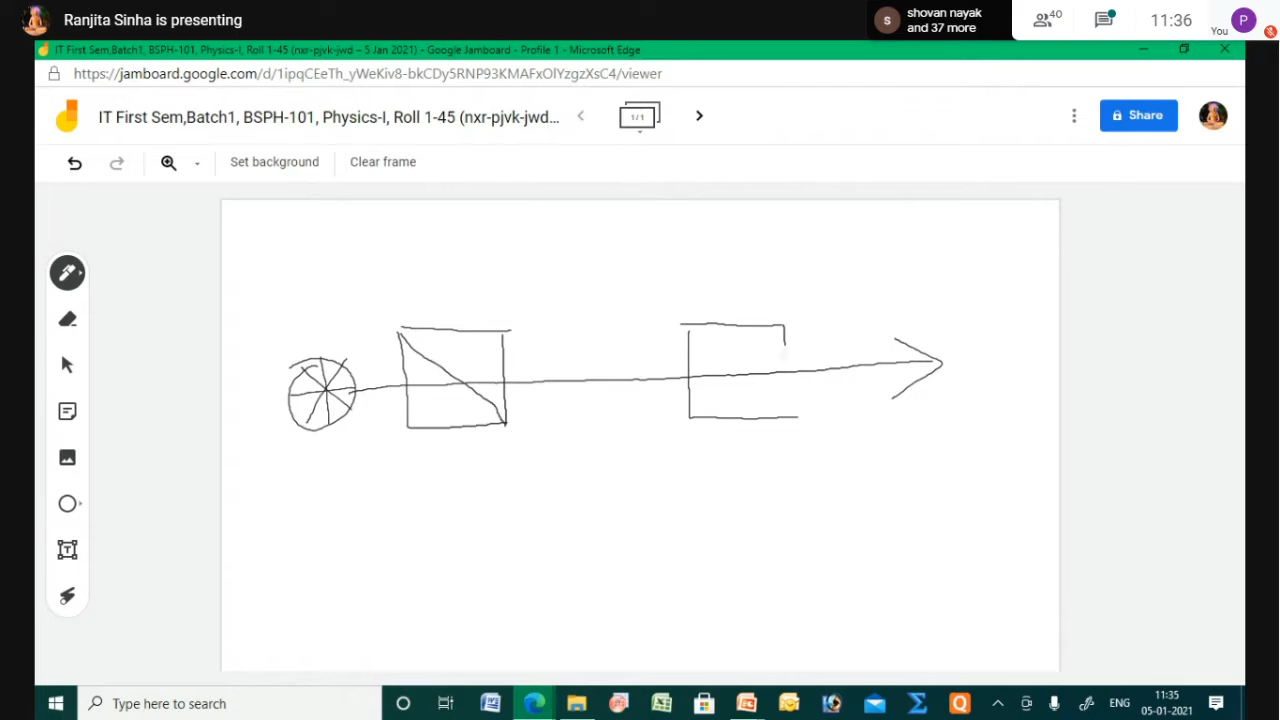 Ranjita Sinha is presenting
s
shovan nayak
and 37 more
40
11:36
You
P
IT First Sem,Batch1, BSPH-101, Physics-I, Roll 1-45 (nxr-pjvk-jwd – 5 Jan 2021) - Google Jamboard - Profile 1 - Microsoft Edge
https://jamboard.google.com/d/1ipqCEeTh_yWeKiv8-bkCDy5RNP93KMAFxOlYzgzXsC4/viewer
IT First Sem,Batch1, BSPH-101, Physics-I, Roll 1-45 (nxr-pjvk-jwd...
1/1
Share
Set background
Clear frame
Type here to search
ENG
11:35
05-01-2021